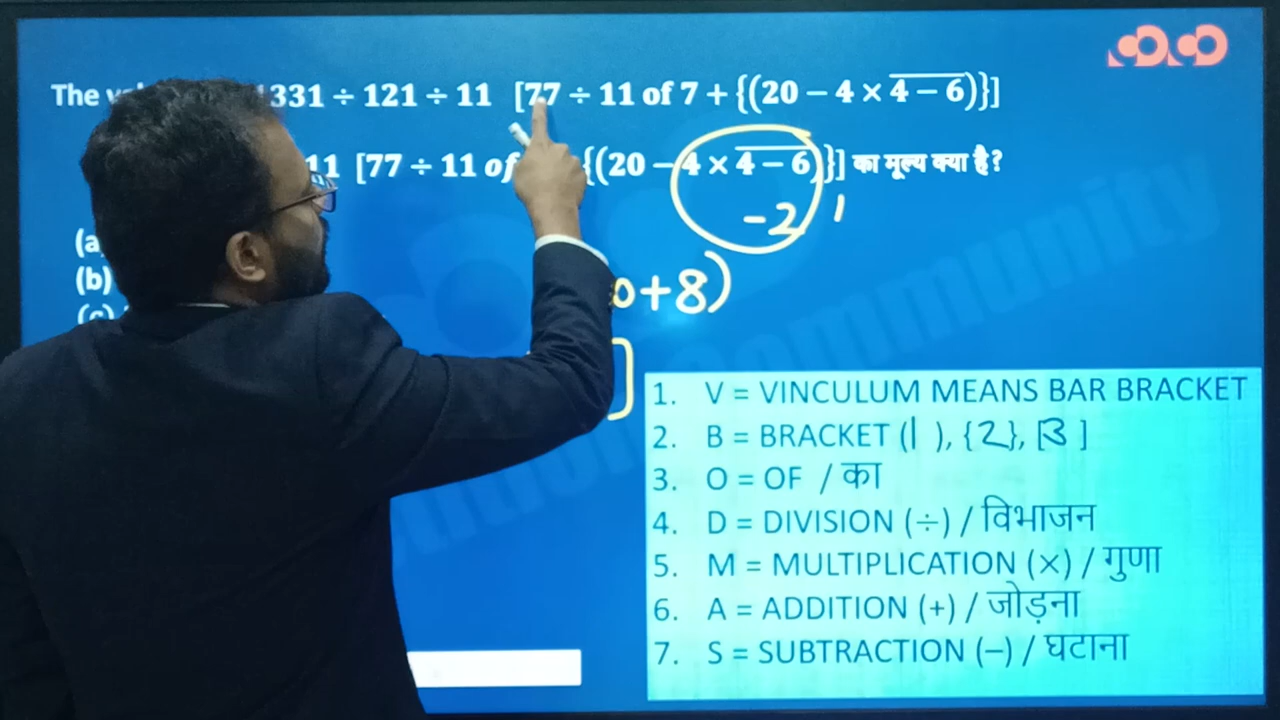 The 331 ÷ 121 ÷ 11 [77 ÷ 11 of 7 + {(20 − 4 × 4 − 6)}]
11 [77 ÷ 11 of {(20 − 4 × 4 − 6)}] का मूल्य क्या है?
-2
(a)
(b) +8)
(c)
]
1. V = VINCULUM MEANS BAR BRACKET
2. B = BRACKET (1 ), {2}, [3 ]
3. O = OF / का
4. D = DIVISION (÷) / विभाजन
5. M = MULTIPLICATION (×) / गुणा
6. A = ADDITION (+) / जोड़ना
7. S = SUBTRACTION (−) / घटाना